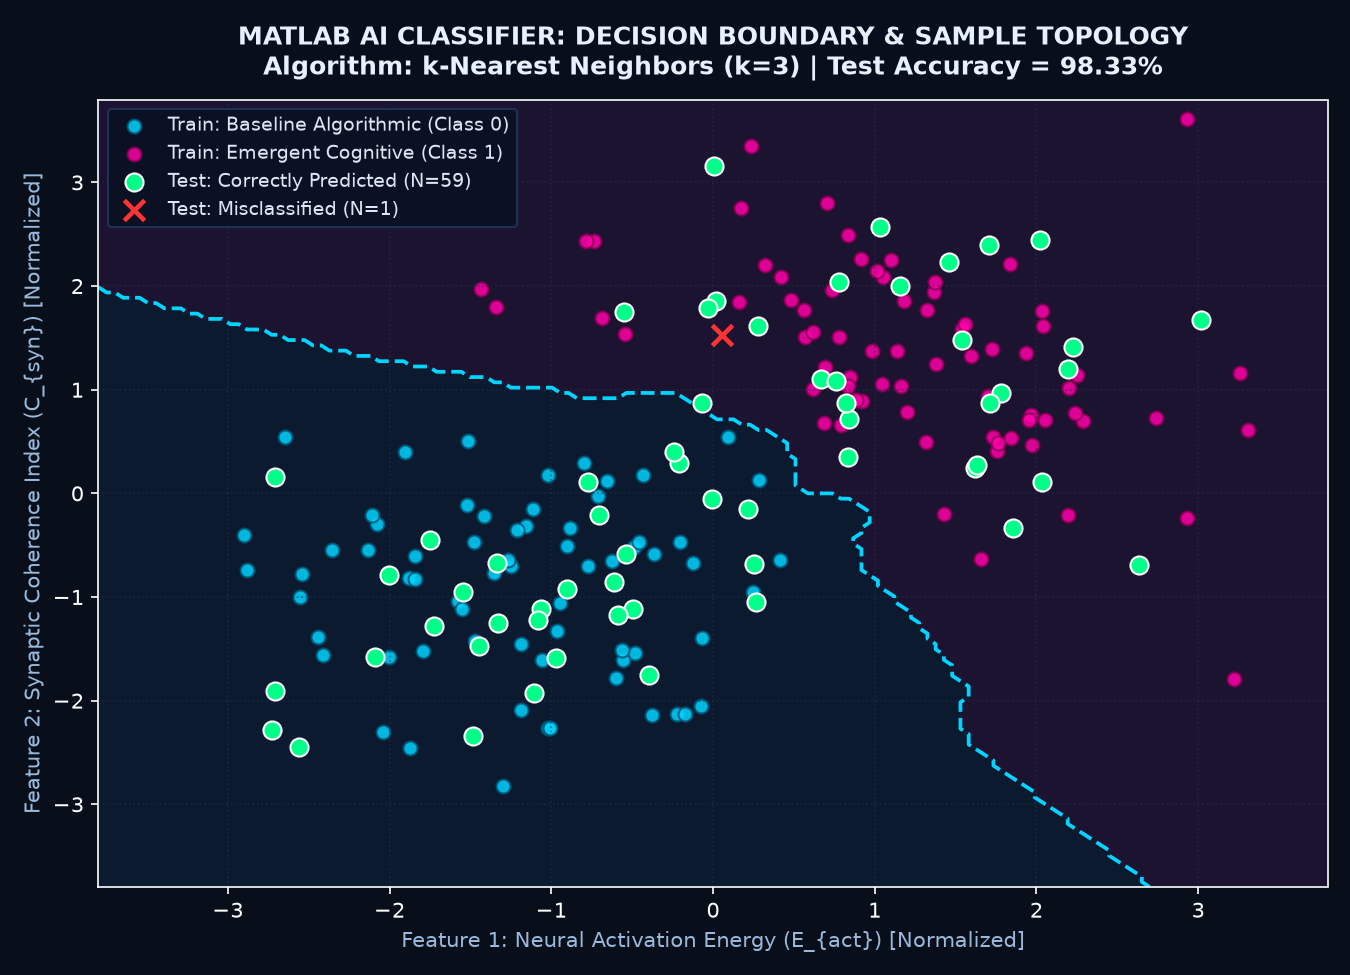 MATLAB AI CLASSIFIER: DECISION BOUNDARY & SAMPLE TOPOLOGY
Algorithm: k-Nearest Neighbors (k=3) | Test Accuracy = 98.33%
Train: Baseline Algorithmic (Class 0)
Train: Emergent Cognitive (Class 1)
Test: Correctly Predicted (N=59)
Test: Misclassified (N=1)
Feature 2: Synaptic Coherence Index (C_{syn}) [Normalized]
3
2
1
0
−1
−2
−3
−3 −2 −1 0 1 2 3
Feature 1: Neural Activation Energy (E_{act}) [Normalized]